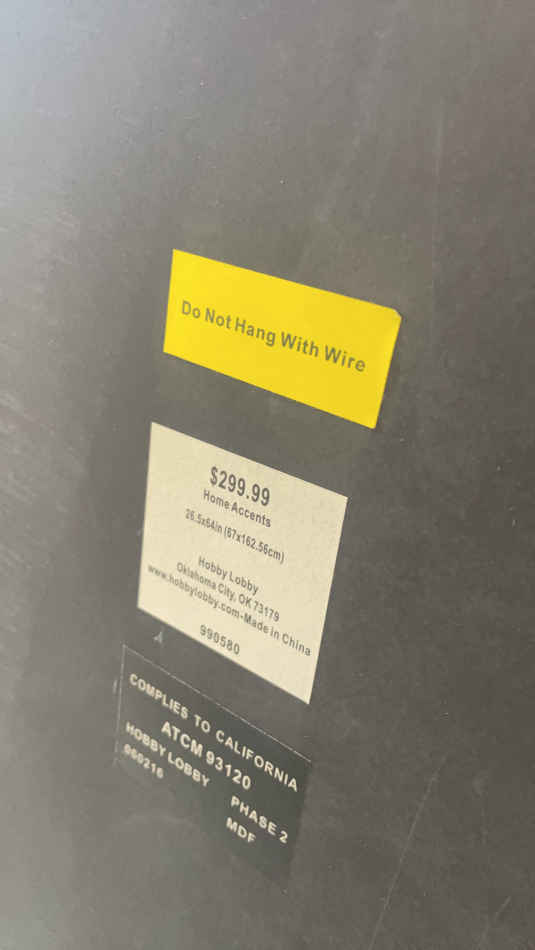 Do Not Hang With Wire
$299.99
Home Accents
26.5x64in (67x162.56cm)
Hobby Lobby
Oklahoma City, OK 73179
www.hobbylobby.com-Made in China
990580
COMPLIES TO CALIFORNIA
ATCM 93120
HOBBY LOBBY PHASE 2
060216 MDF